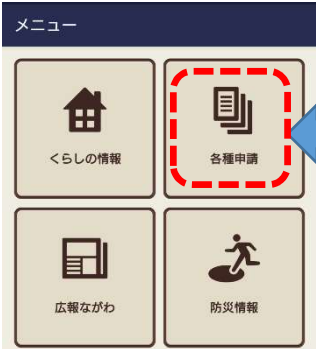 メニュー
くらしの情報
各種申請
広報ながわ
防災情報